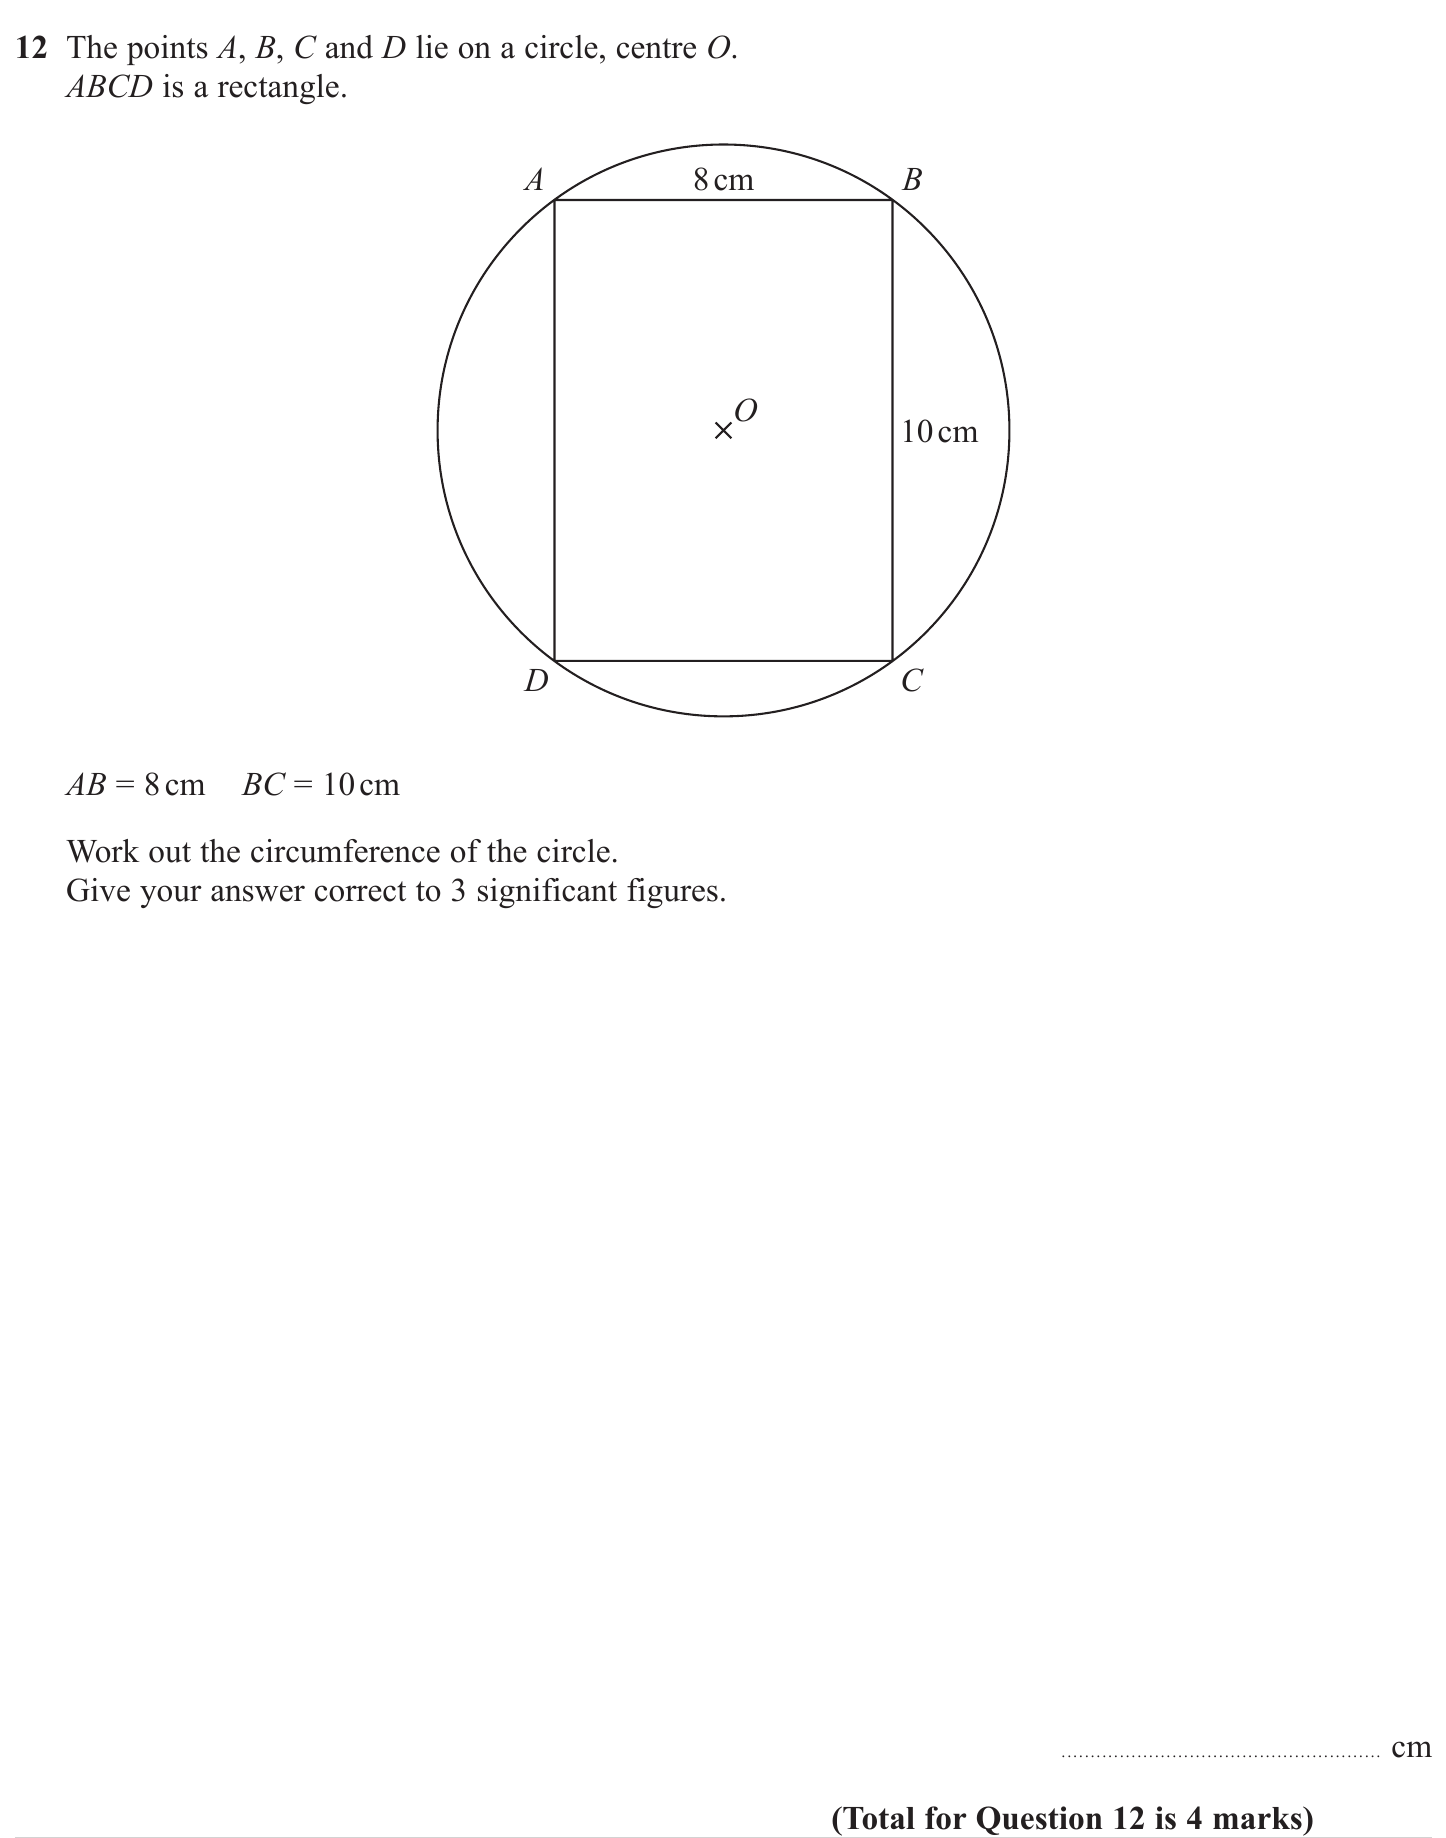 12 The points A, B, C and D lie on a circle, centre O.
ABCD is a rectangle.
A 8 cm B
O
10 cm
D C
AB = 8 cm BC = 10 cm
Work out the circumference of the circle.
Give your answer correct to 3 significant figures.
...................................................... cm
(Total for Question 12 is 4 marks)